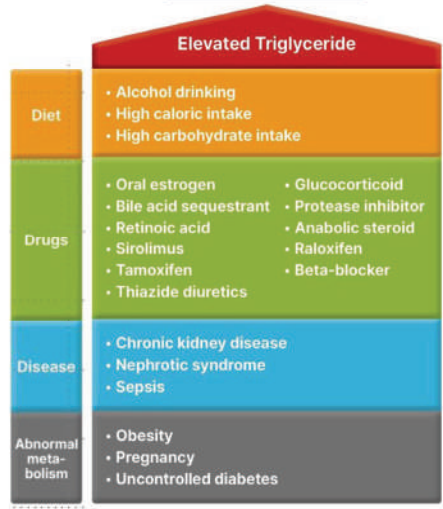 Elevated Triglyceride
Diet
• Alcohol drinking
• High caloric intake
• High carbohydrate intake
Drugs
• Oral estrogen
• Bile acid sequestrant
• Retinoic acid
• Sirolimus
• Tamoxifen
• Thiazide diuretics
• Glucocorticoid
• Protease inhibitor
• Anabolic steroid
• Raloxifen
• Beta-blocker
Disease
• Chronic kidney disease
• Nephrotic syndrome
• Sepsis
Abnormal
meta-
bolism
• Obesity
• Pregnancy
• Uncontrolled diabetes